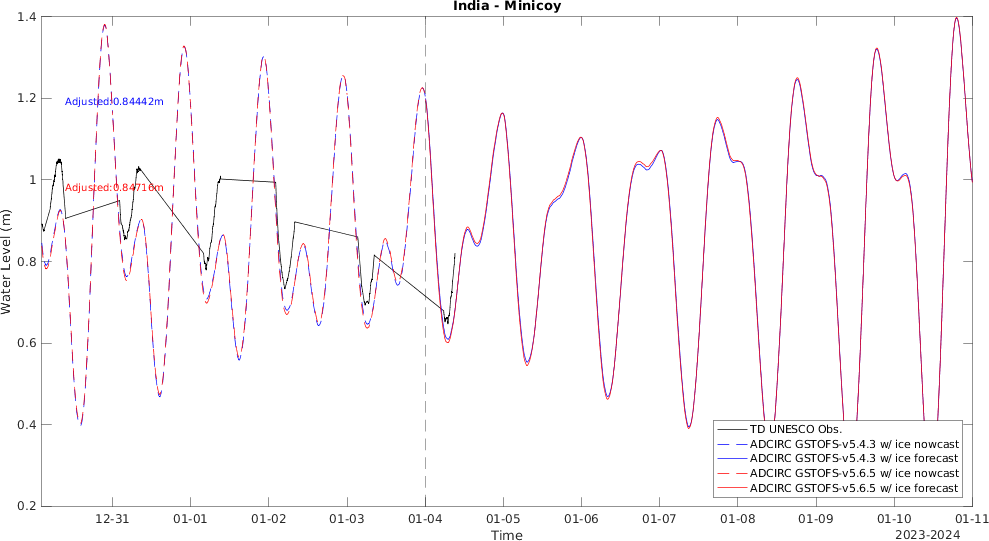 India - Minicoy
1.4
1.2
1
0.8
0.6
0.4
0.2
Water Level (m)
Adjusted:0.84442m
Adjusted:0.84716m
TD UNESCO Obs.
ADCIRC GSTOFS-v5.4.3 w/ ice nowcast
ADCIRC GSTOFS-v5.4.3 w/ ice forecast
ADCIRC GSTOFS-v5.6.5 w/ ice nowcast
ADCIRC GSTOFS-v5.6.5 w/ ice forecast
12-31 01-01 01-02 01-03 01-04 01-05 01-06 01-07 01-08 01-09 01-10 01-11
Time
2023-2024